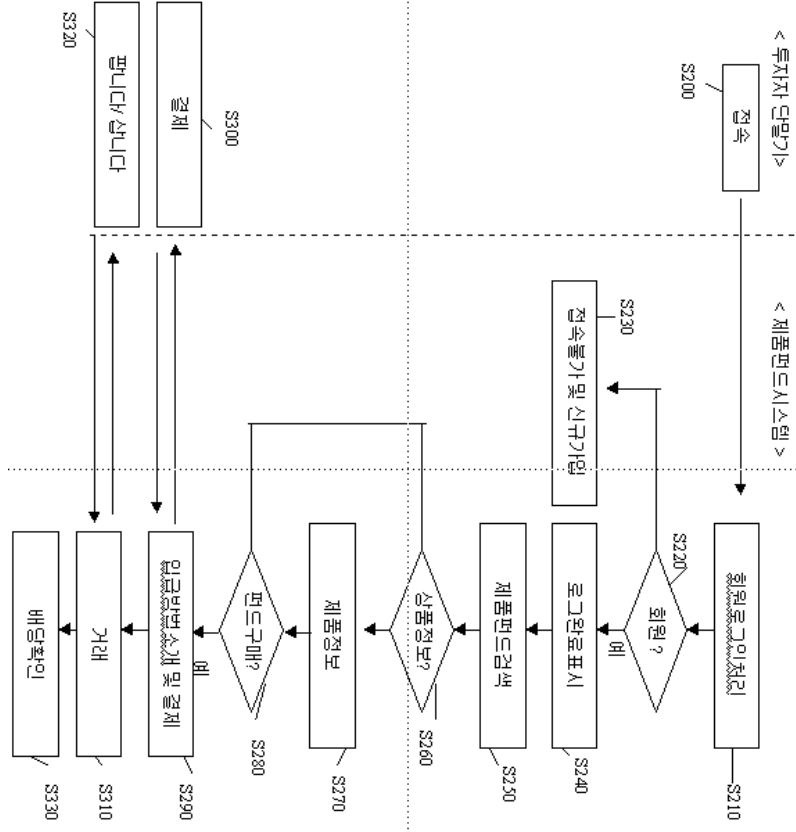 < 투자자 단말기>
< 제품펀드시스템 >
접속
S200
회원로그인처리
S210
회원 ?
S220
예
접속불가 및 신규가입
S230
로그완료표시
S240
제품펀드검색
S250
상품정보?
S260
제품정보
S270
펀드구매?
S280
예
입금방법 소개 및 결제
S290
결제
S300
거래
S310
팝니다/ 삽니다
S320
배당확인
S330